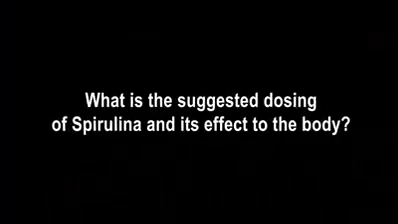 What is the suggested dosing
of Spirulina and its effect to the body?